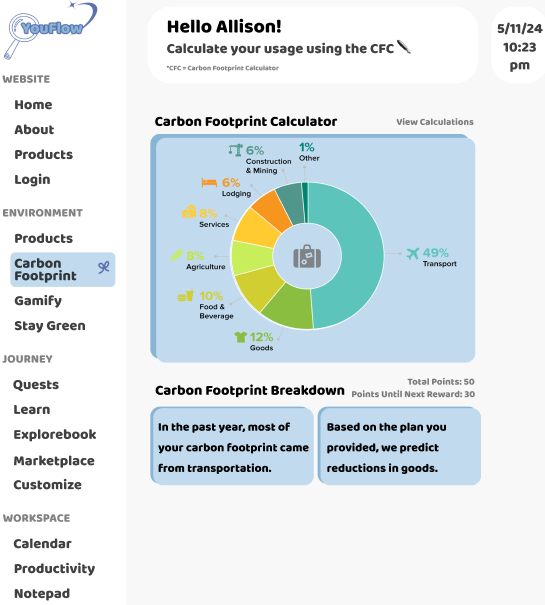 YouFlow
WEBSITE
Home
About
Products
Login
ENVIRONMENT
Products
Carbon
Footprint
Gamify
Stay Green
JOURNEY
Quests
Learn
Explorebook
Marketplace
Customize
WORKSPACE
Calendar
Productivity
Notepad
Hello Allison!
Calculate your usage using the CFC
*CFC = Carbon Footprint Calculator
5/11/24
10:23
pm
Carbon Footprint Calculator
View Calculations
6%
Construction
& Mining
1%
Other
6%
Lodging
8%
Services
8%
Agriculture
10%
Food &
Beverage
12%
Goods
49%
Transport
Carbon Footprint Breakdown
Total Points: 50
Points Until Next Reward: 30
In the past year, most of
your carbon footprint came
from transportation.
Based on the plan you
provided, we predict
reductions in goods.